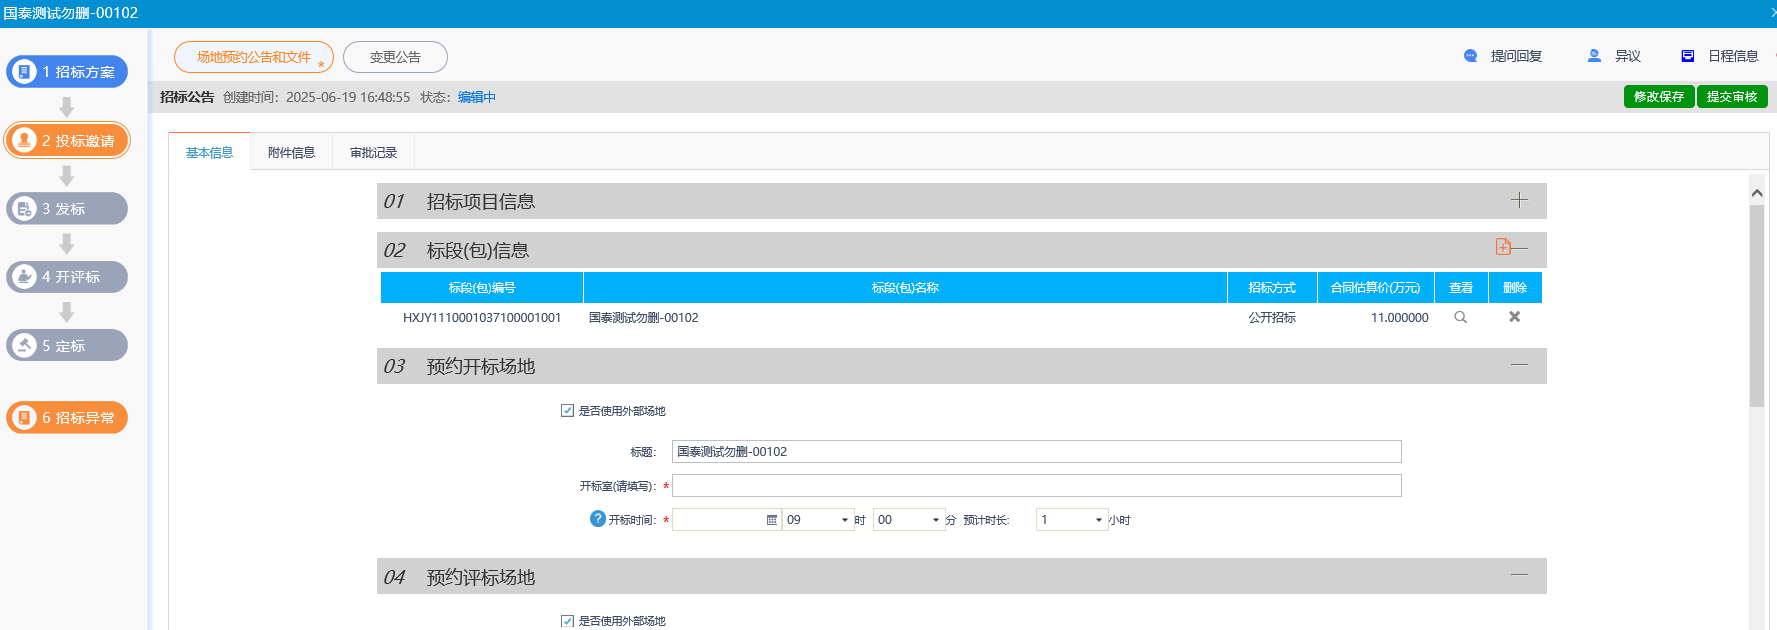 国泰测试勿删-00102
场地预约公告和文件 * 变更公告 提问回复 异议 日程信息
招标公告 创建时间: 2025-06-19 16:48:55 状态: 编辑中 修改保存 提交审核
1 招标方案
2 投标邀请
3 发标
4 开评标
5 定标
6 招标异常
基本信息 附件信息 审批记录
01 招标项目信息
02 标段(包)信息
标段(包)编号 标段(包)名称 招标方式 合同估算价(万元) 查看 删除
HXJY1110001037100001001 国泰测试勿删-00102 公开招标 11.000000
03 预约开标场地
是否使用外部场地
标题: 国泰测试勿删-00102
开标室(请填写): *
开标时间: * 09 时 00 分 预计时长: 1 小时
04 预约评标场地
是否使用外部场地